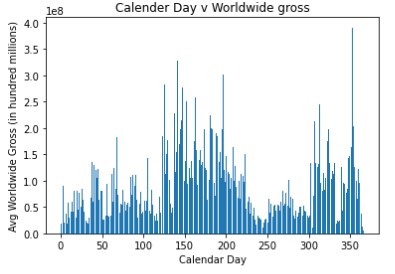 Calender Day v Worldwide gross
1e8
Avg Worldwide Gross (in hundred millions)
4.0
3.5
3.0
2.5
2.0
1.5
1.0
0.5
0.0
0 50 100 150 200 250 300 350
Calendar Day